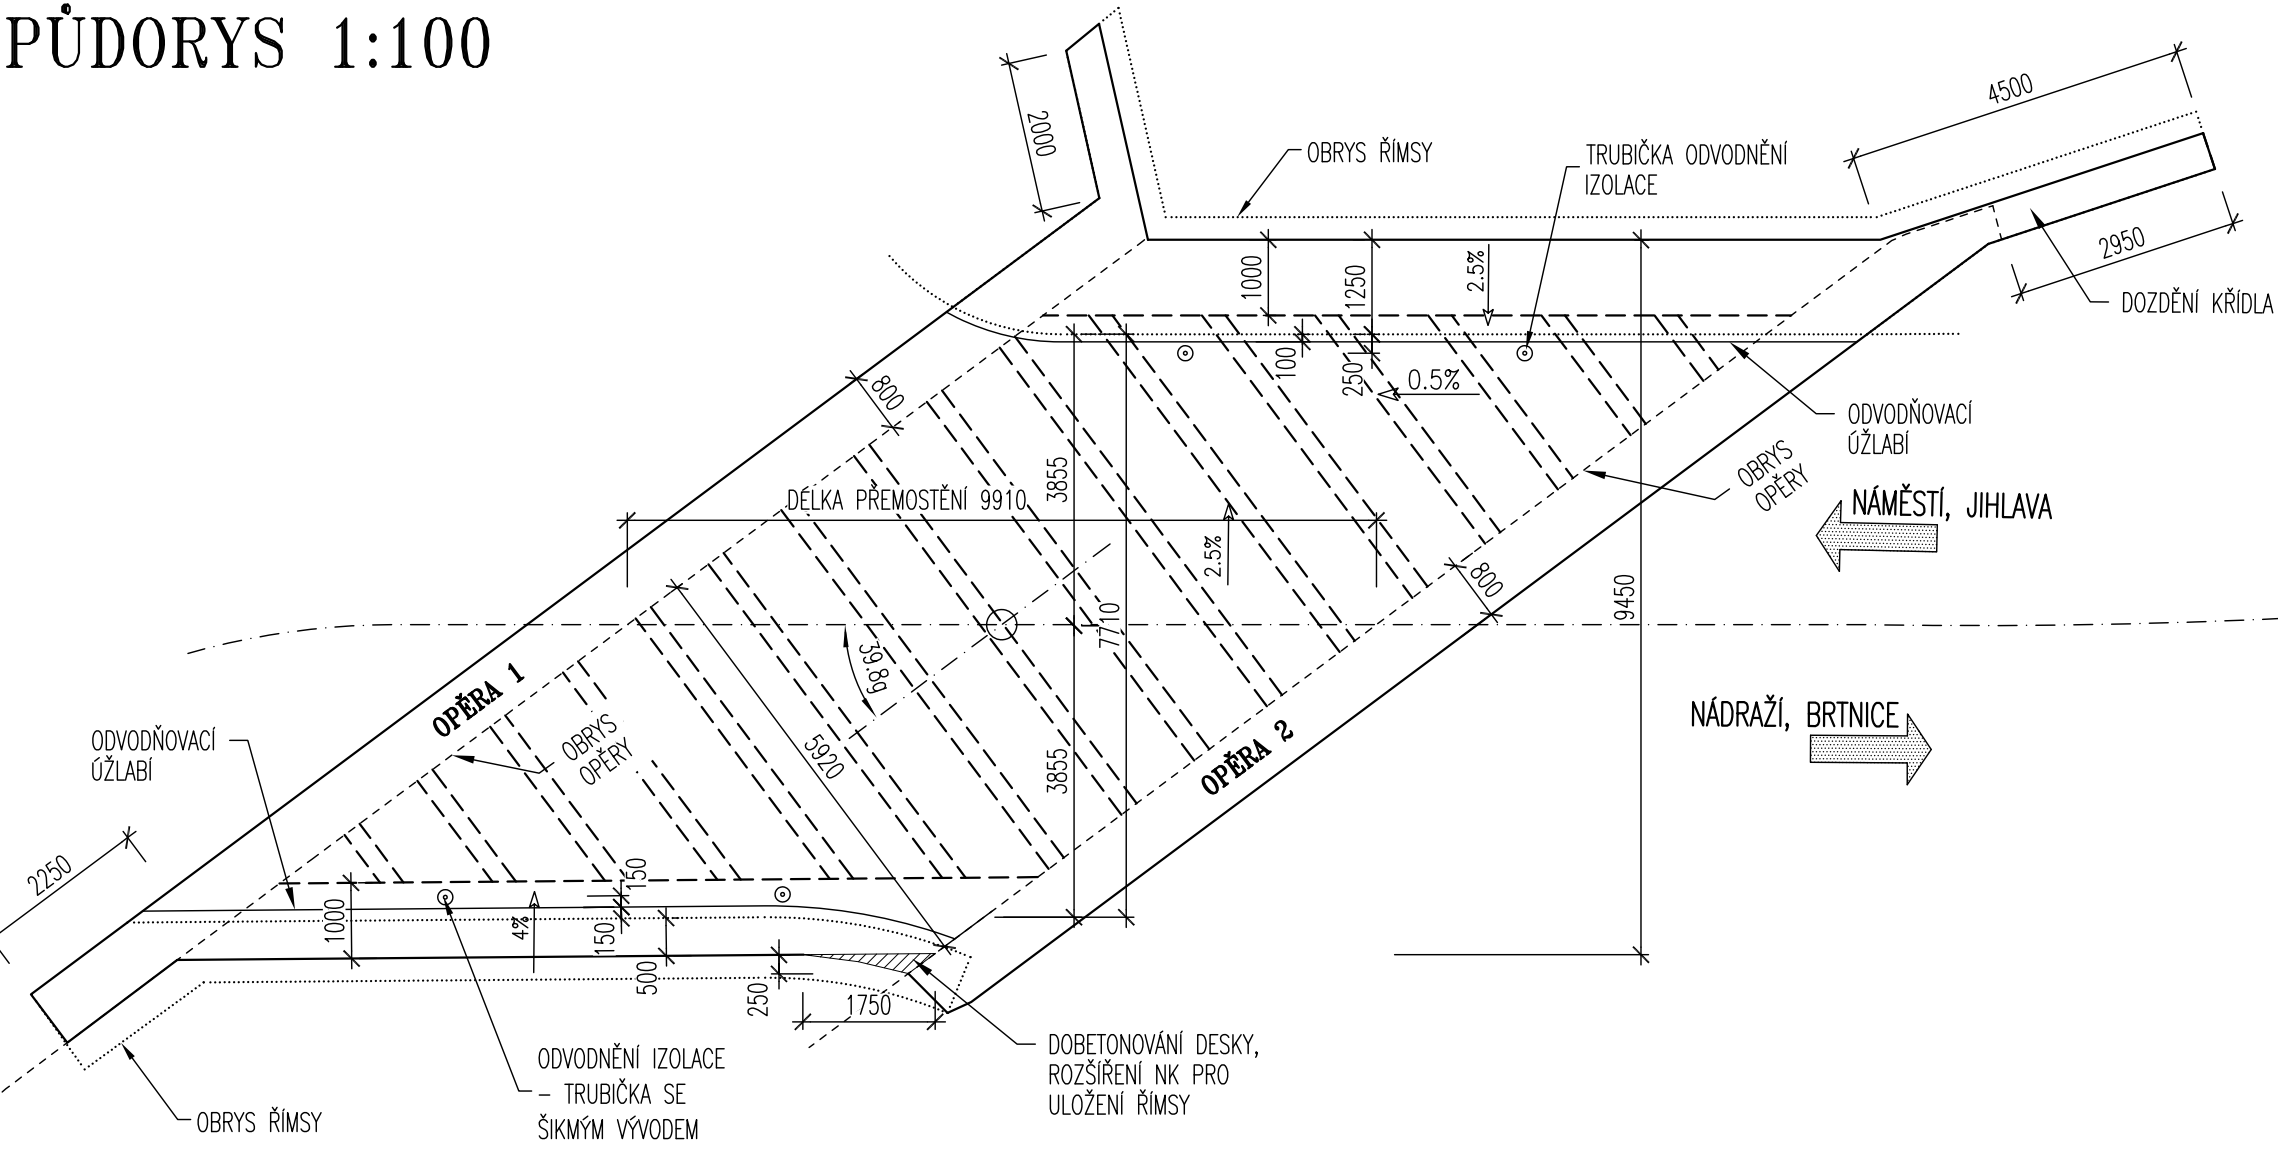 PŮDORYS 1:100
2000
4500
OBRYS ŘÍMSY
TRUBIČKA ODVODNĚNÍ
IZOLACE
2950
DOZDĚNÍ KŘÍDLA
1000
1250
2.5%
100
250
0.5%
800
ODVODŇOVACÍ
ÚŽLABÍ
OBRYS
OPĚRY
3855
DÉLKA PŘEMOSTĚNÍ 9910
NÁMĚSTÍ, JIHLAVA
2.5%
800
9450
7710
39.8g
OPĚRA 1
NÁDRAŽÍ, BRTNICE
ODVODŇOVACÍ
ÚŽLABÍ
OBRYS
OPĚRY
5920
OPĚRA 2
3855
2250
150
1000
4%
150
500
250
1750
ODVODNĚNÍ IZOLACE
– TRUBIČKA SE
ŠIKMÝM VÝVODEM
DOBETONOVÁNÍ DESKY,
ROZŠÍŘENÍ NK PRO
ULOŽENÍ ŘÍMSY
OBRYS ŘÍMSY